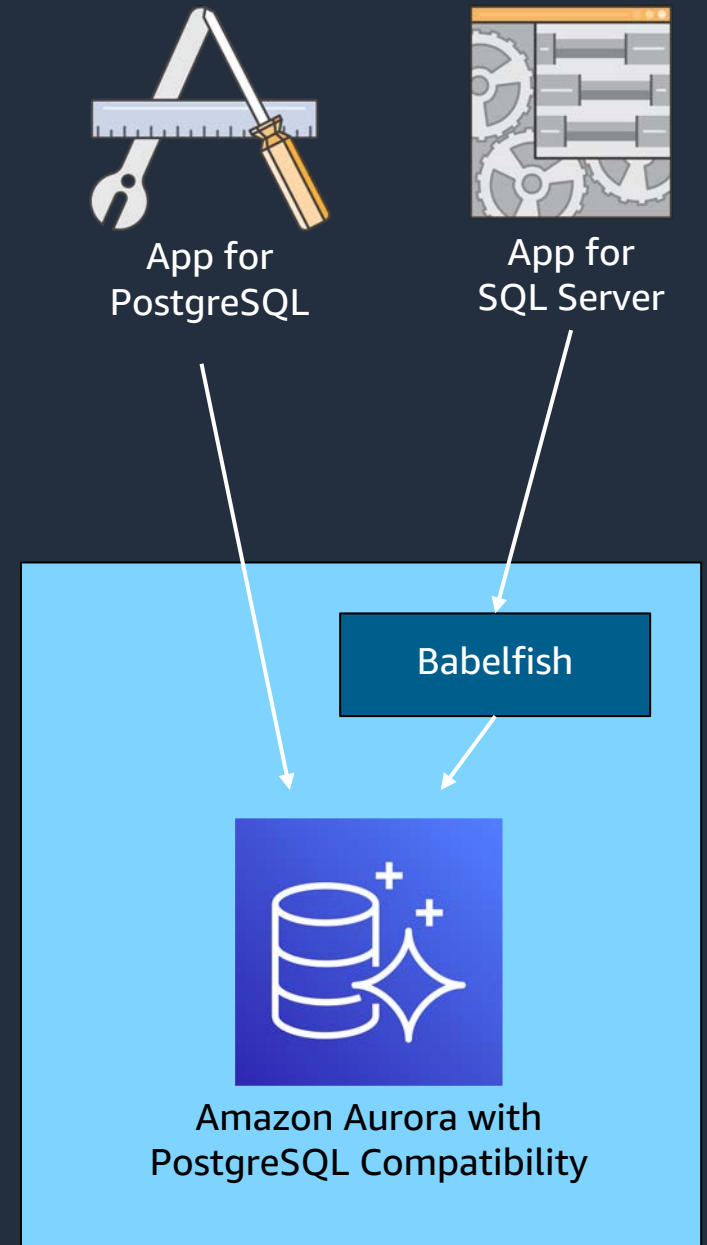 App for
PostgreSQL
App for
SQL Server
Babelfish
Amazon Aurora with
PostgreSQL Compatibility